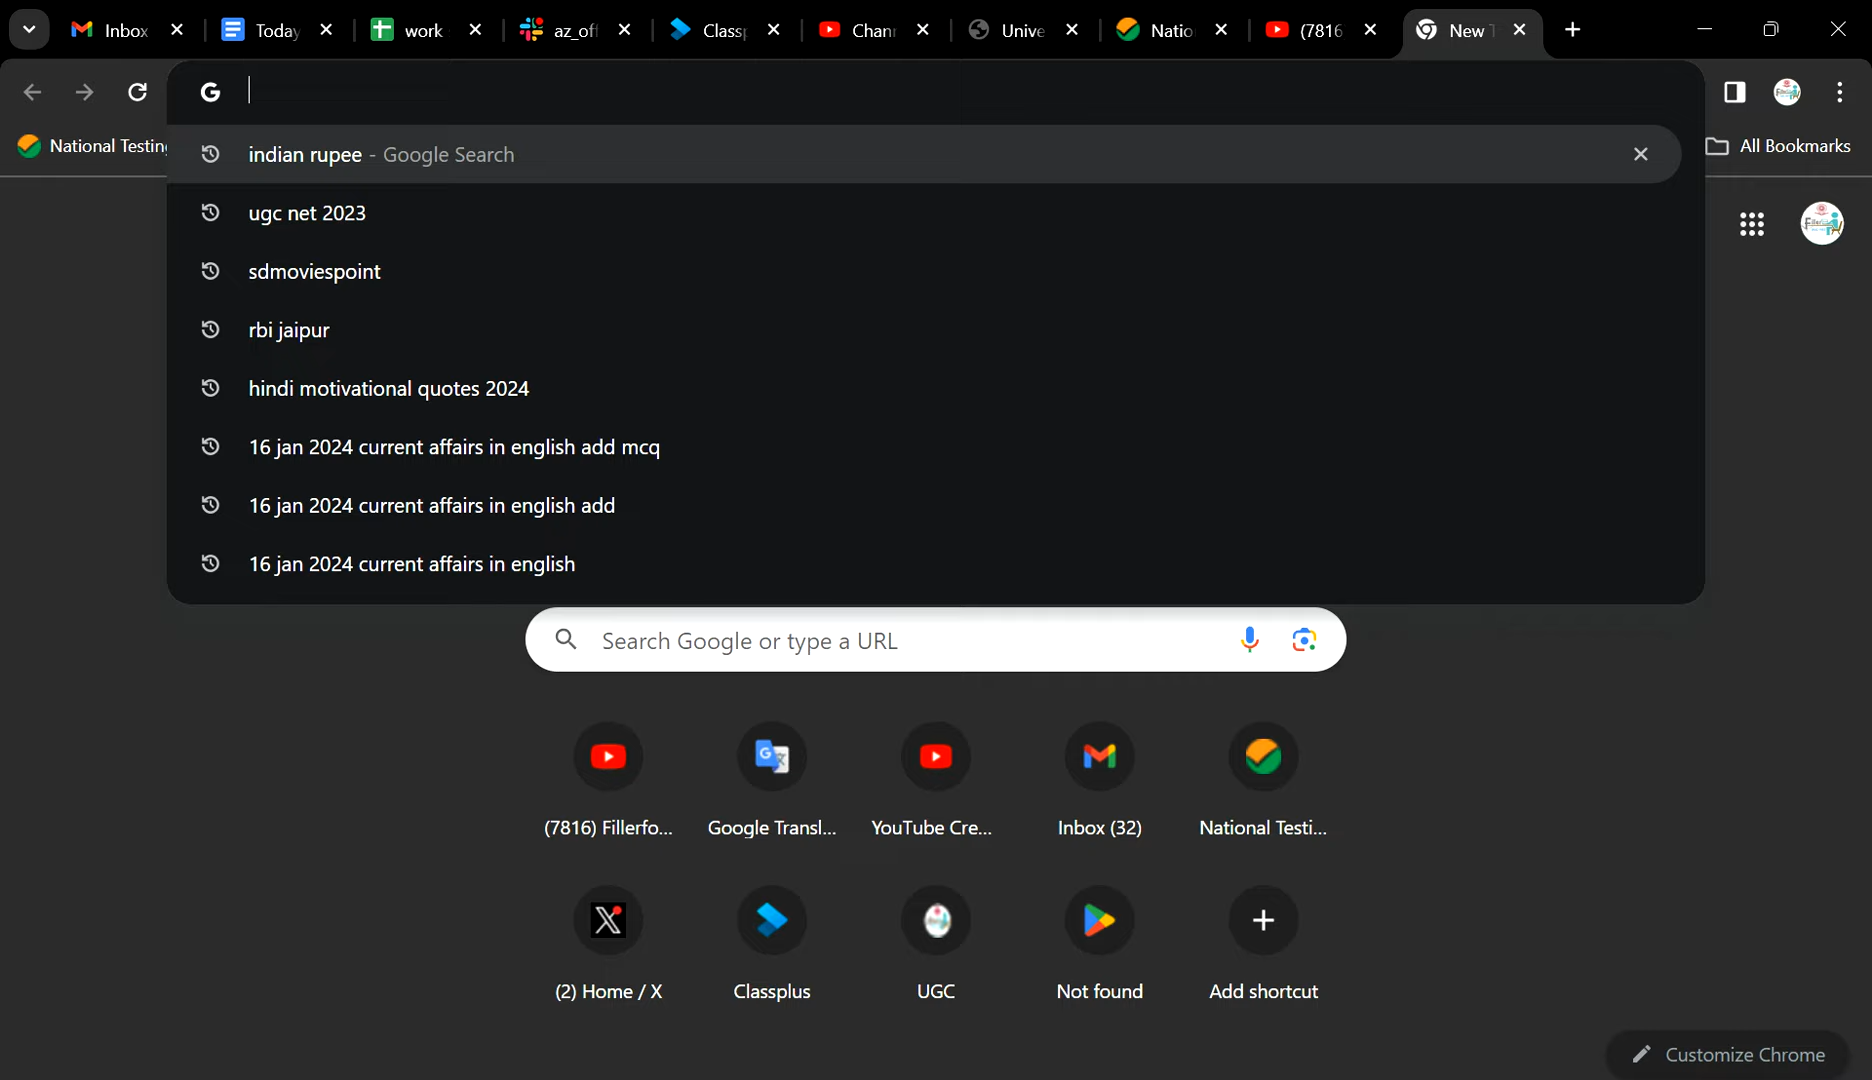 Inbox
Today
work
az_of
Class
Chan
Unive
Natio
(7816
New T
National Testing
indian rupee - Google Search
All Bookmarks
ugc net 2023
sdmoviespoint
rbi jaipur
hindi motivational quotes 2024
16 jan 2024 current affairs in english add mcq
16 jan 2024 current affairs in english add
16 jan 2024 current affairs in english
Search Google or type a URL
(7816) Fillerfo...
Google Transl...
YouTube Cre...
Inbox (32)
National Testi...
(2) Home / X
Classplus
UGC
Not found
Add shortcut
Customize Chrome